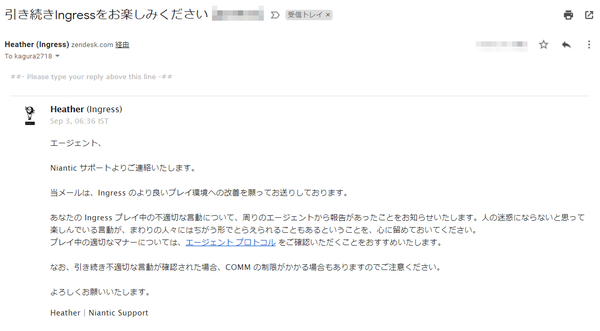 引き続きIngressをお楽しみください
受信トレイ ×
Heather (Ingress) zendesk.com 経由
To kagura2718
##- Please type your reply above this line -##
Heather (Ingress)
Sep 3, 06:36 IST
エージェント、
Niantic サポートよりご連絡いたします。
当メールは、Ingress のより良いプレイ環境への改善を願ってお送りしております。
あなたの Ingress プレイ中の不適切な言動について、周りのエージェントから報告があったことをお知らせいたします。人の迷惑にならないと思って
楽しんでいる言動が、まわりの人々にはちがう形でとらえられることもあるということを、心に留めておいてください。
プレイ中の適切なマナーについては、エージェント プロトコル をご確認いただくことをおすすめいたします。
なお、引き続き不適切な言動が確認された場合、COMM の制限がかかる場合もありますのでご注意ください。
よろしくお願いいたします。
Heather | Niantic Support